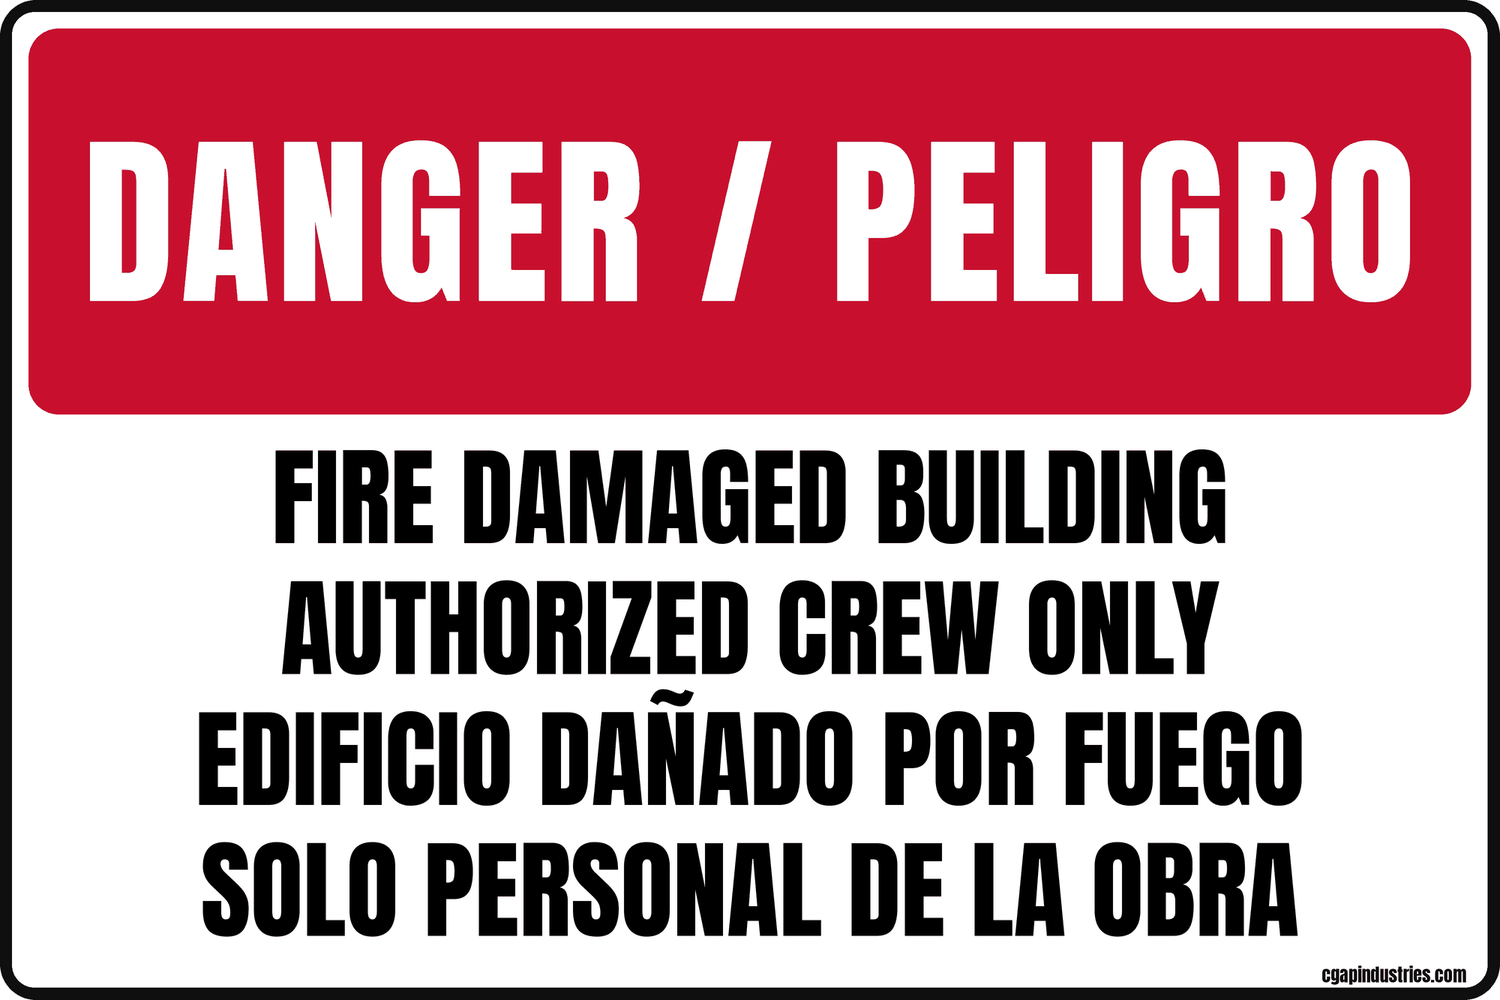 DANGER / PELIGRO
FIRE DAMAGED BUILDING
AUTHORIZED CREW ONLY
EDIFICIO DAÑADO POR FUEGO
SOLO PERSONAL DE LA OBRA
cgapindustries.com